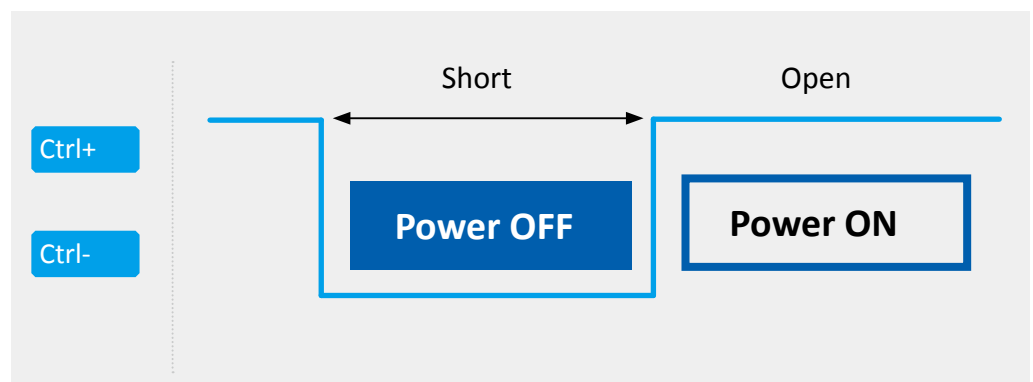 Short
Open
Ctrl+
Power OFF
Power ON
Ctrl-